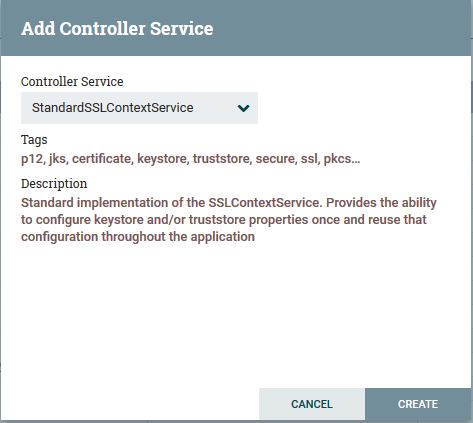 Add Controller Service
Controller Service
StandardSSLContextService
Tags
p12, jks, certificate, keystore, truststore, secure, ssl, pkcs…
Description
Standard implementation of the SSLContextService. Provides the ability
to configure keystore and/or truststore properties once and reuse that
configuration throughout the application
CANCEL
CREATE